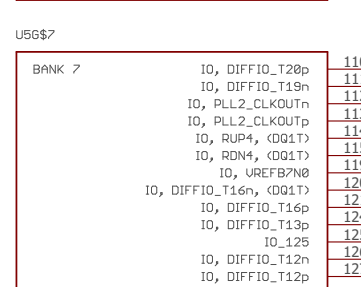 U5G$7
BANK 7
IO, DIFFIO_T20p
IO, DIFFIO_T19n
IO, PLL2_CLKOUTn
IO, PLL2_CLKOUTp
IO, RUP4, (DQ1T)
IO, RDN4, (DQ1T)
IO, VREFB7N0
IO, DIFFIO_T16n, (DQ1T)
IO, DIFFIO_T16p
IO, DIFFIO_T13p
IO_125
IO, DIFFIO_T12n
IO, DIFFIO_T12p